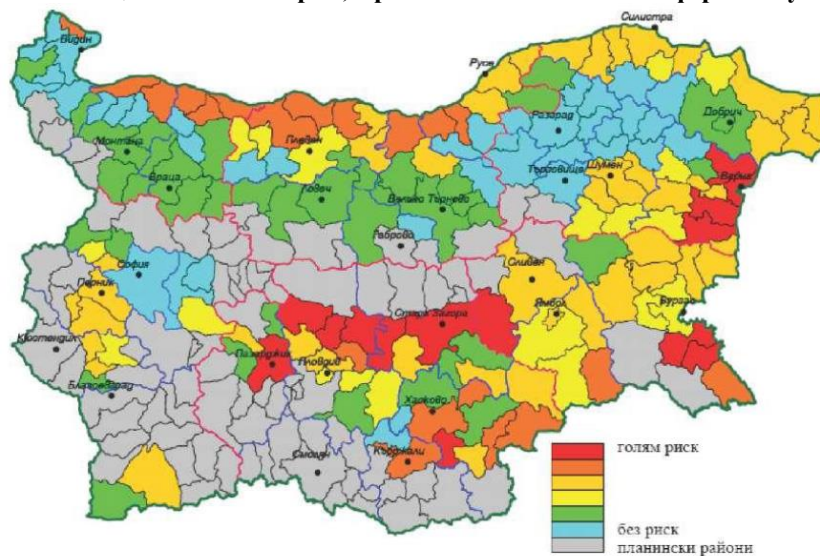 Силистра
Видин
Русе
Разград
Добрич
Монтана
Плевен
Търговище
Шумен
Варна
Враца
Ловеч
Велико Търново
Габрово
София
Сливен
Перник
Ямбол
Бургас
Стара Загора
Кюстендил
Пазарджик
Пловдив
Благоевград
Хасково
Смолян
Кърджали
голям риск
без риск
планински райони